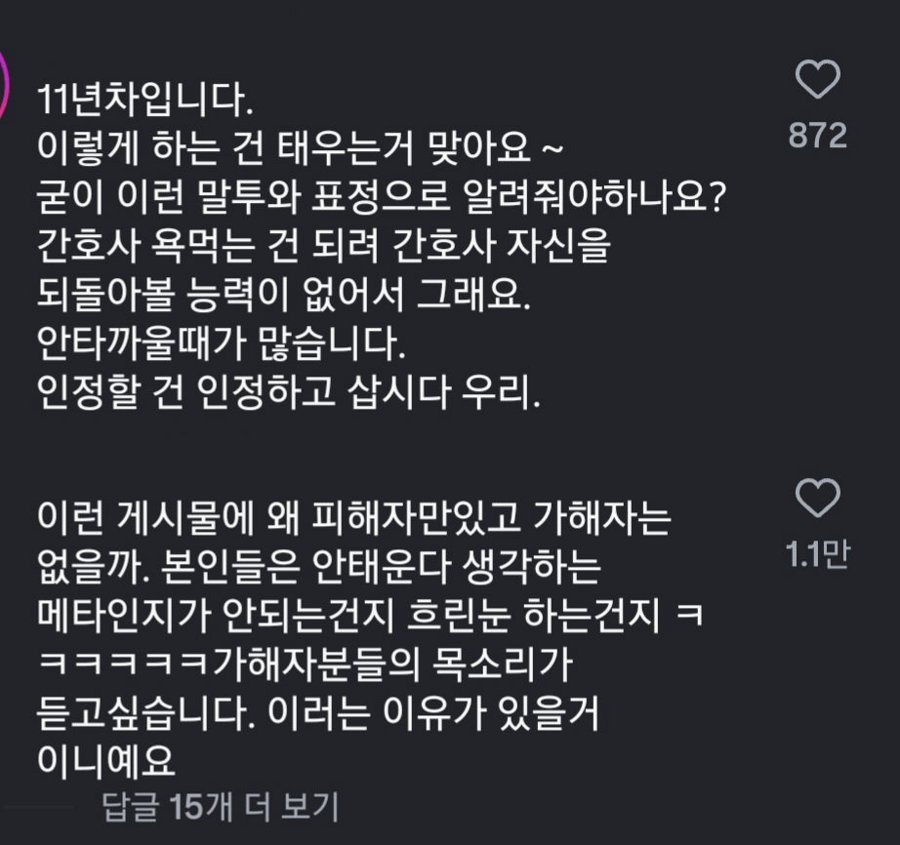 11년차입니다.
이렇게 하는 건 태우는거 맞아요 ~
굳이 이런 말투와 표정으로 알려줘야하나요?
간호사 욕먹는 건 되려 간호사 자신을
되돌아볼 능력이 없어서 그래요.
안타까울때가 많습니다.
인정할 건 인정하고 삽시다 우리.
872
이런 게시물에 왜 피해자만있고 가해자는
없을까. 본인들은 안태운다 생각하는
메타인지가 안되는건지 흐린눈 하는건지 ㅋ
ㅋㅋㅋㅋㅋ가해자분들의 목소리가
듣고싶습니다. 이러는 이유가 있을거
이니예요
1.1만
답글 15개 더 보기